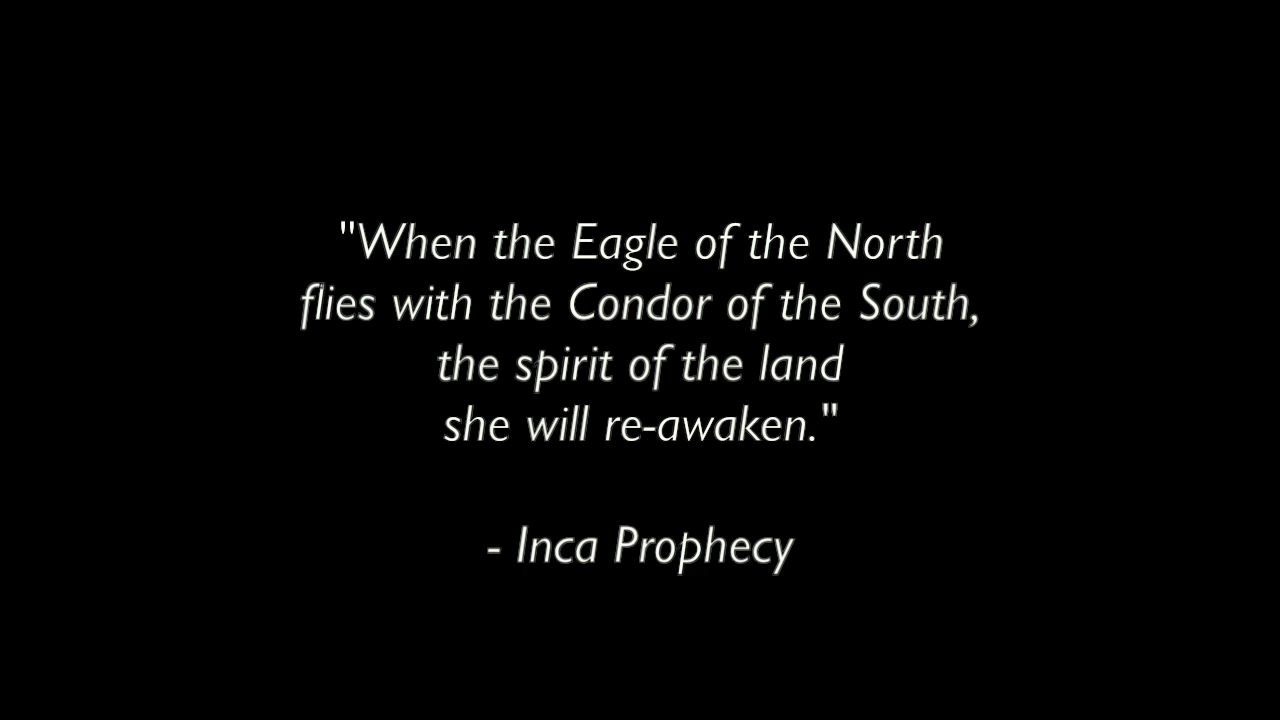 "When the Eagle of the North
flies with the Condor of the South,
the spirit of the land
she will re-awaken."
- Inca Prophecy